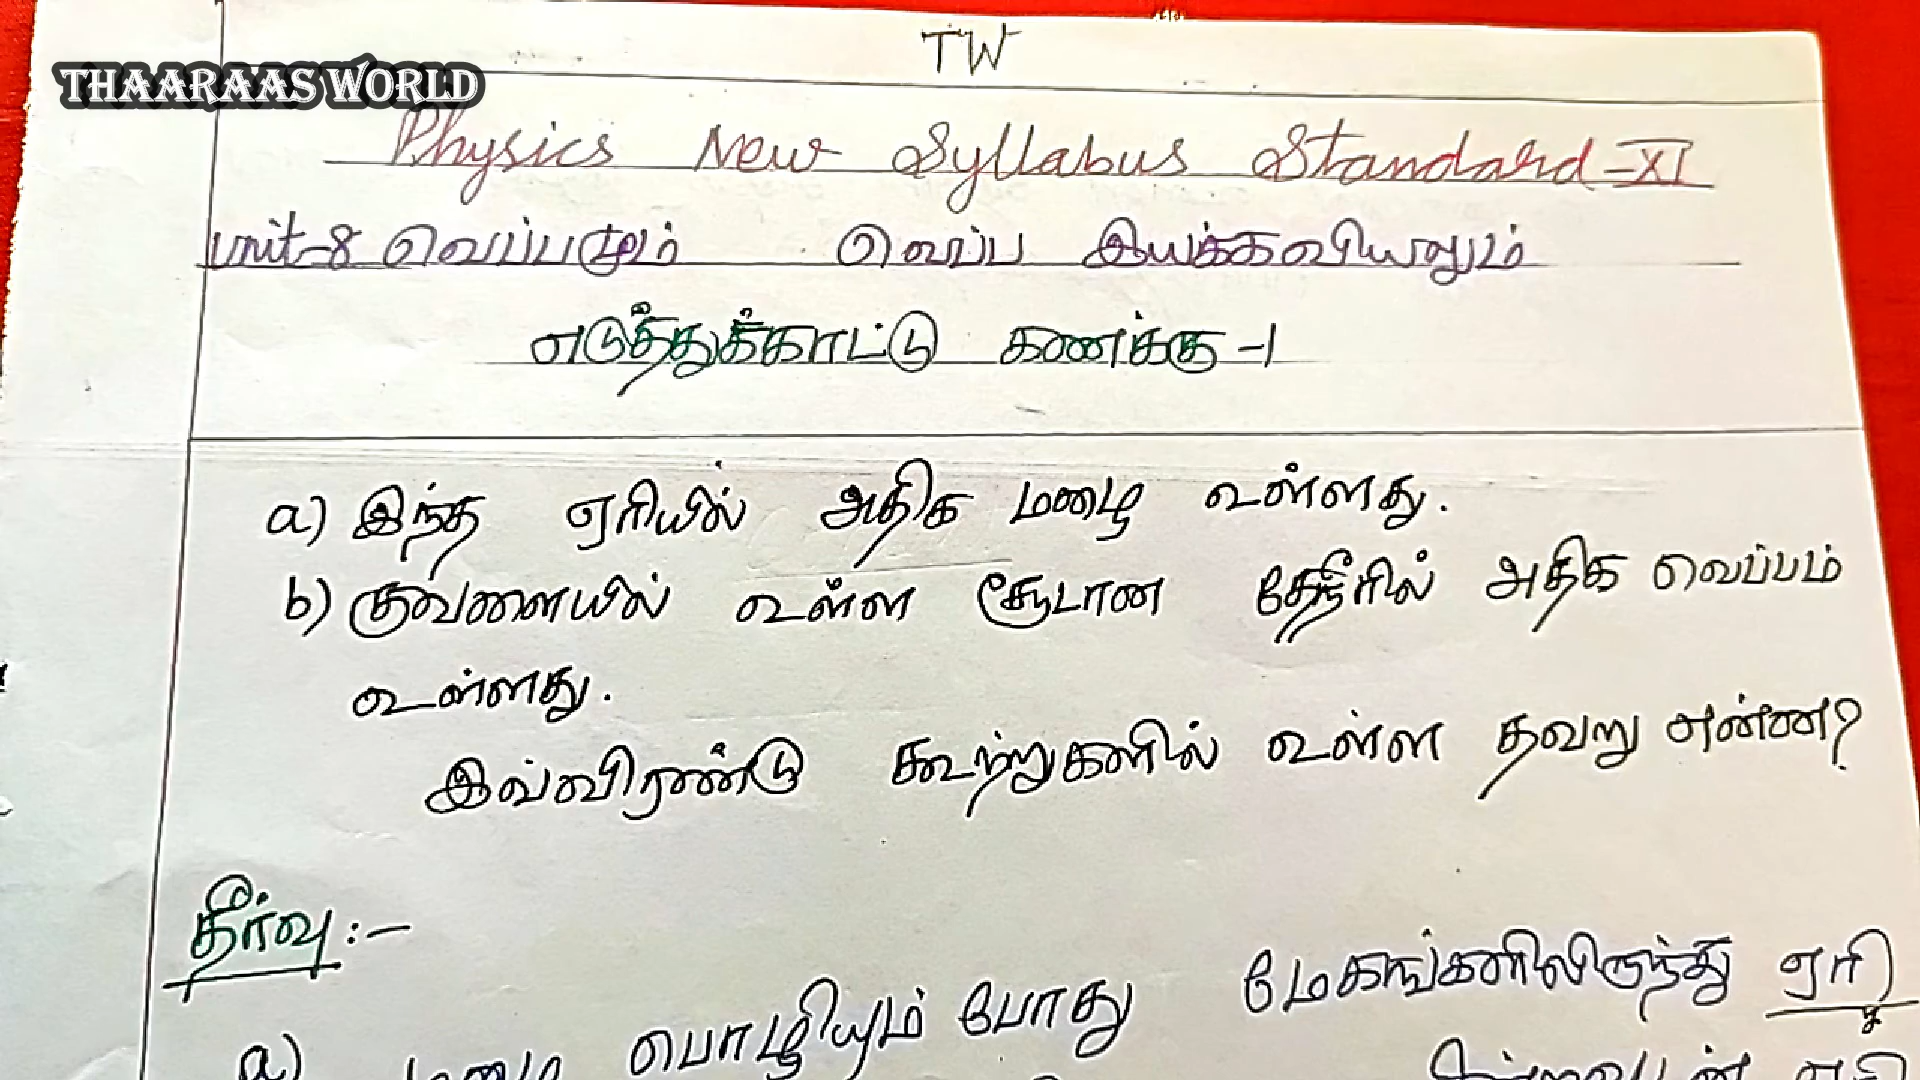 TW
THAARAAS WORLD
Physics New Syllabus Standard-XI
Unit-8 வெப்பமும் வெப்ப இயக்கவியலும்
எடுத்துக்காட்டு கணக்கு-1
a) இந்த ஏரியில் அதிக மழை உள்ளது.
b) குவளையில் உள்ள சூடான தேநீரில் அதிக வெப்பம்
உள்ளது.
இவ்விரண்டு கூற்றுகளில் உள்ள தவறு என்ன?
தீர்வு:-
a) மழை பொழியும் போது மேகங்களிலிருந்து ஏரி